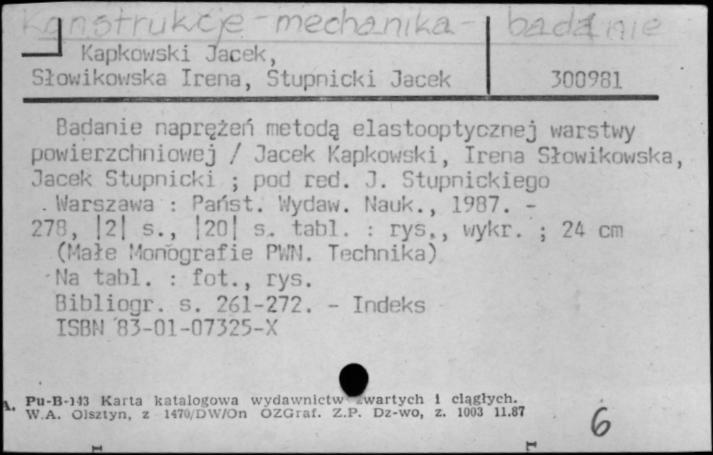 Konstrukcje - mechanika - badanie
Kapkowski Jacek,
Słowikowska Irena, Stupnicki Jacek
300981
Badanie naprężeń metodą elastooptycznej warstwy
powierzchniowej / Jacek Kapkowski, Irena Słowikowska,
Jacek Stupnicki ; pod red. J. Stupnickiego
. Warszawa : Państ. Wydaw. Nauk., 1987. -
278, |2| s., |20| s. tabl. : rys., wykr. ; 24 cm
(Małe Monografie PWN. Technika)
Na tabl. : fot., rys.
Bibliogr. s. 261-272. - Indeks
ISBN 83-01-07325-X
Pu-B-143 Karta katalogowa wydawnictw zwartych i ciągłych.
W.A. Olsztyn, z 1470/DW/On OZGraf. Z.P. Dz-wo, z. 1003 11.87
6